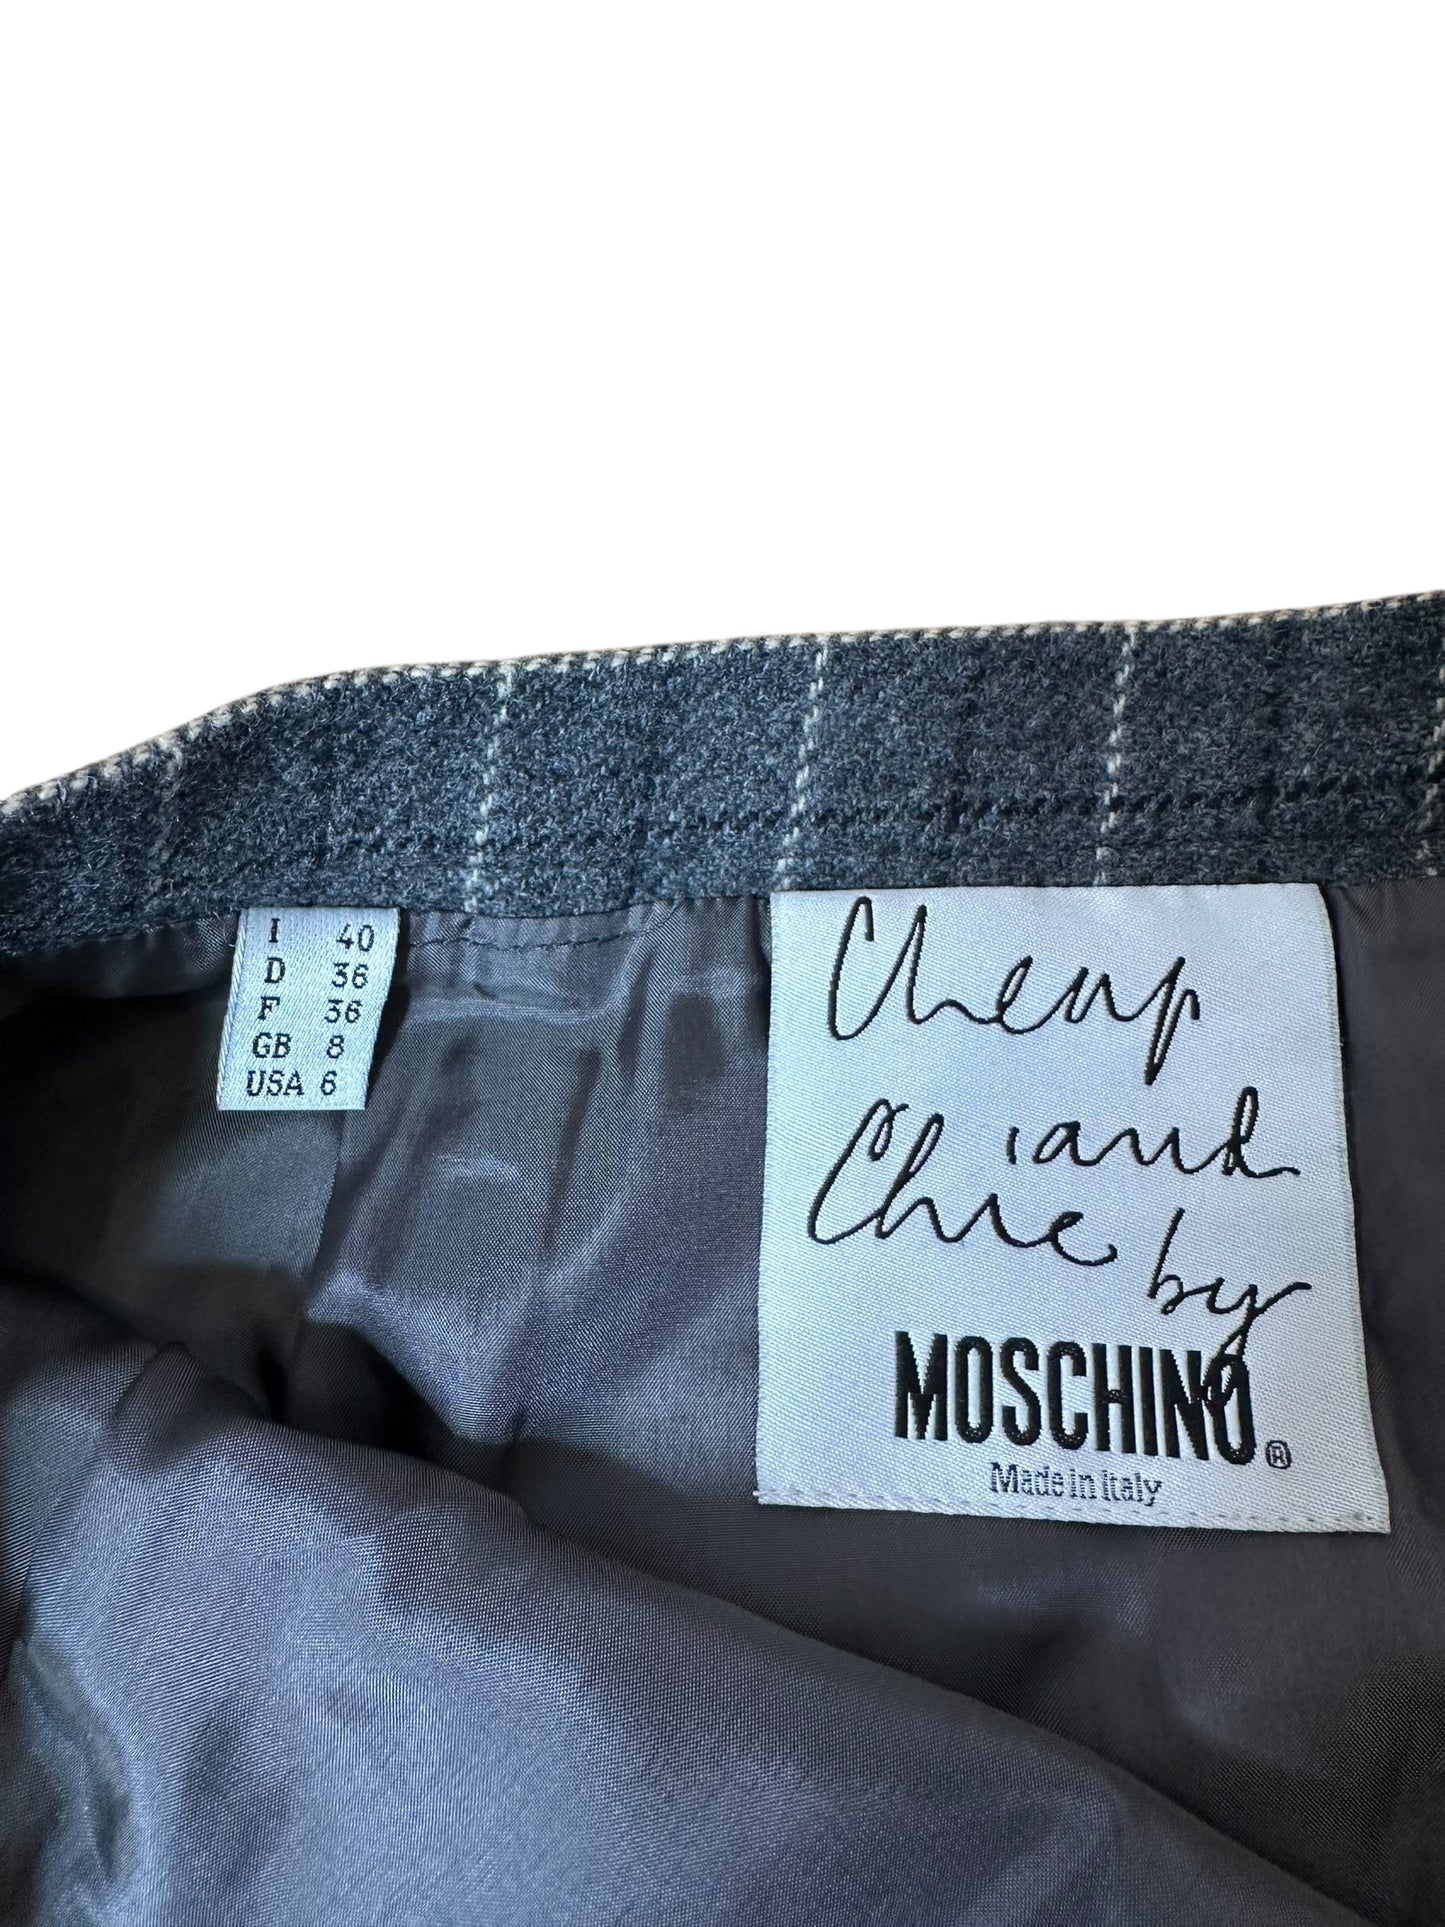 I 40
D 36
F 36
GB 8
USA 6
Cheap
and
Chic by
MOSCHINO®
Made in Italy